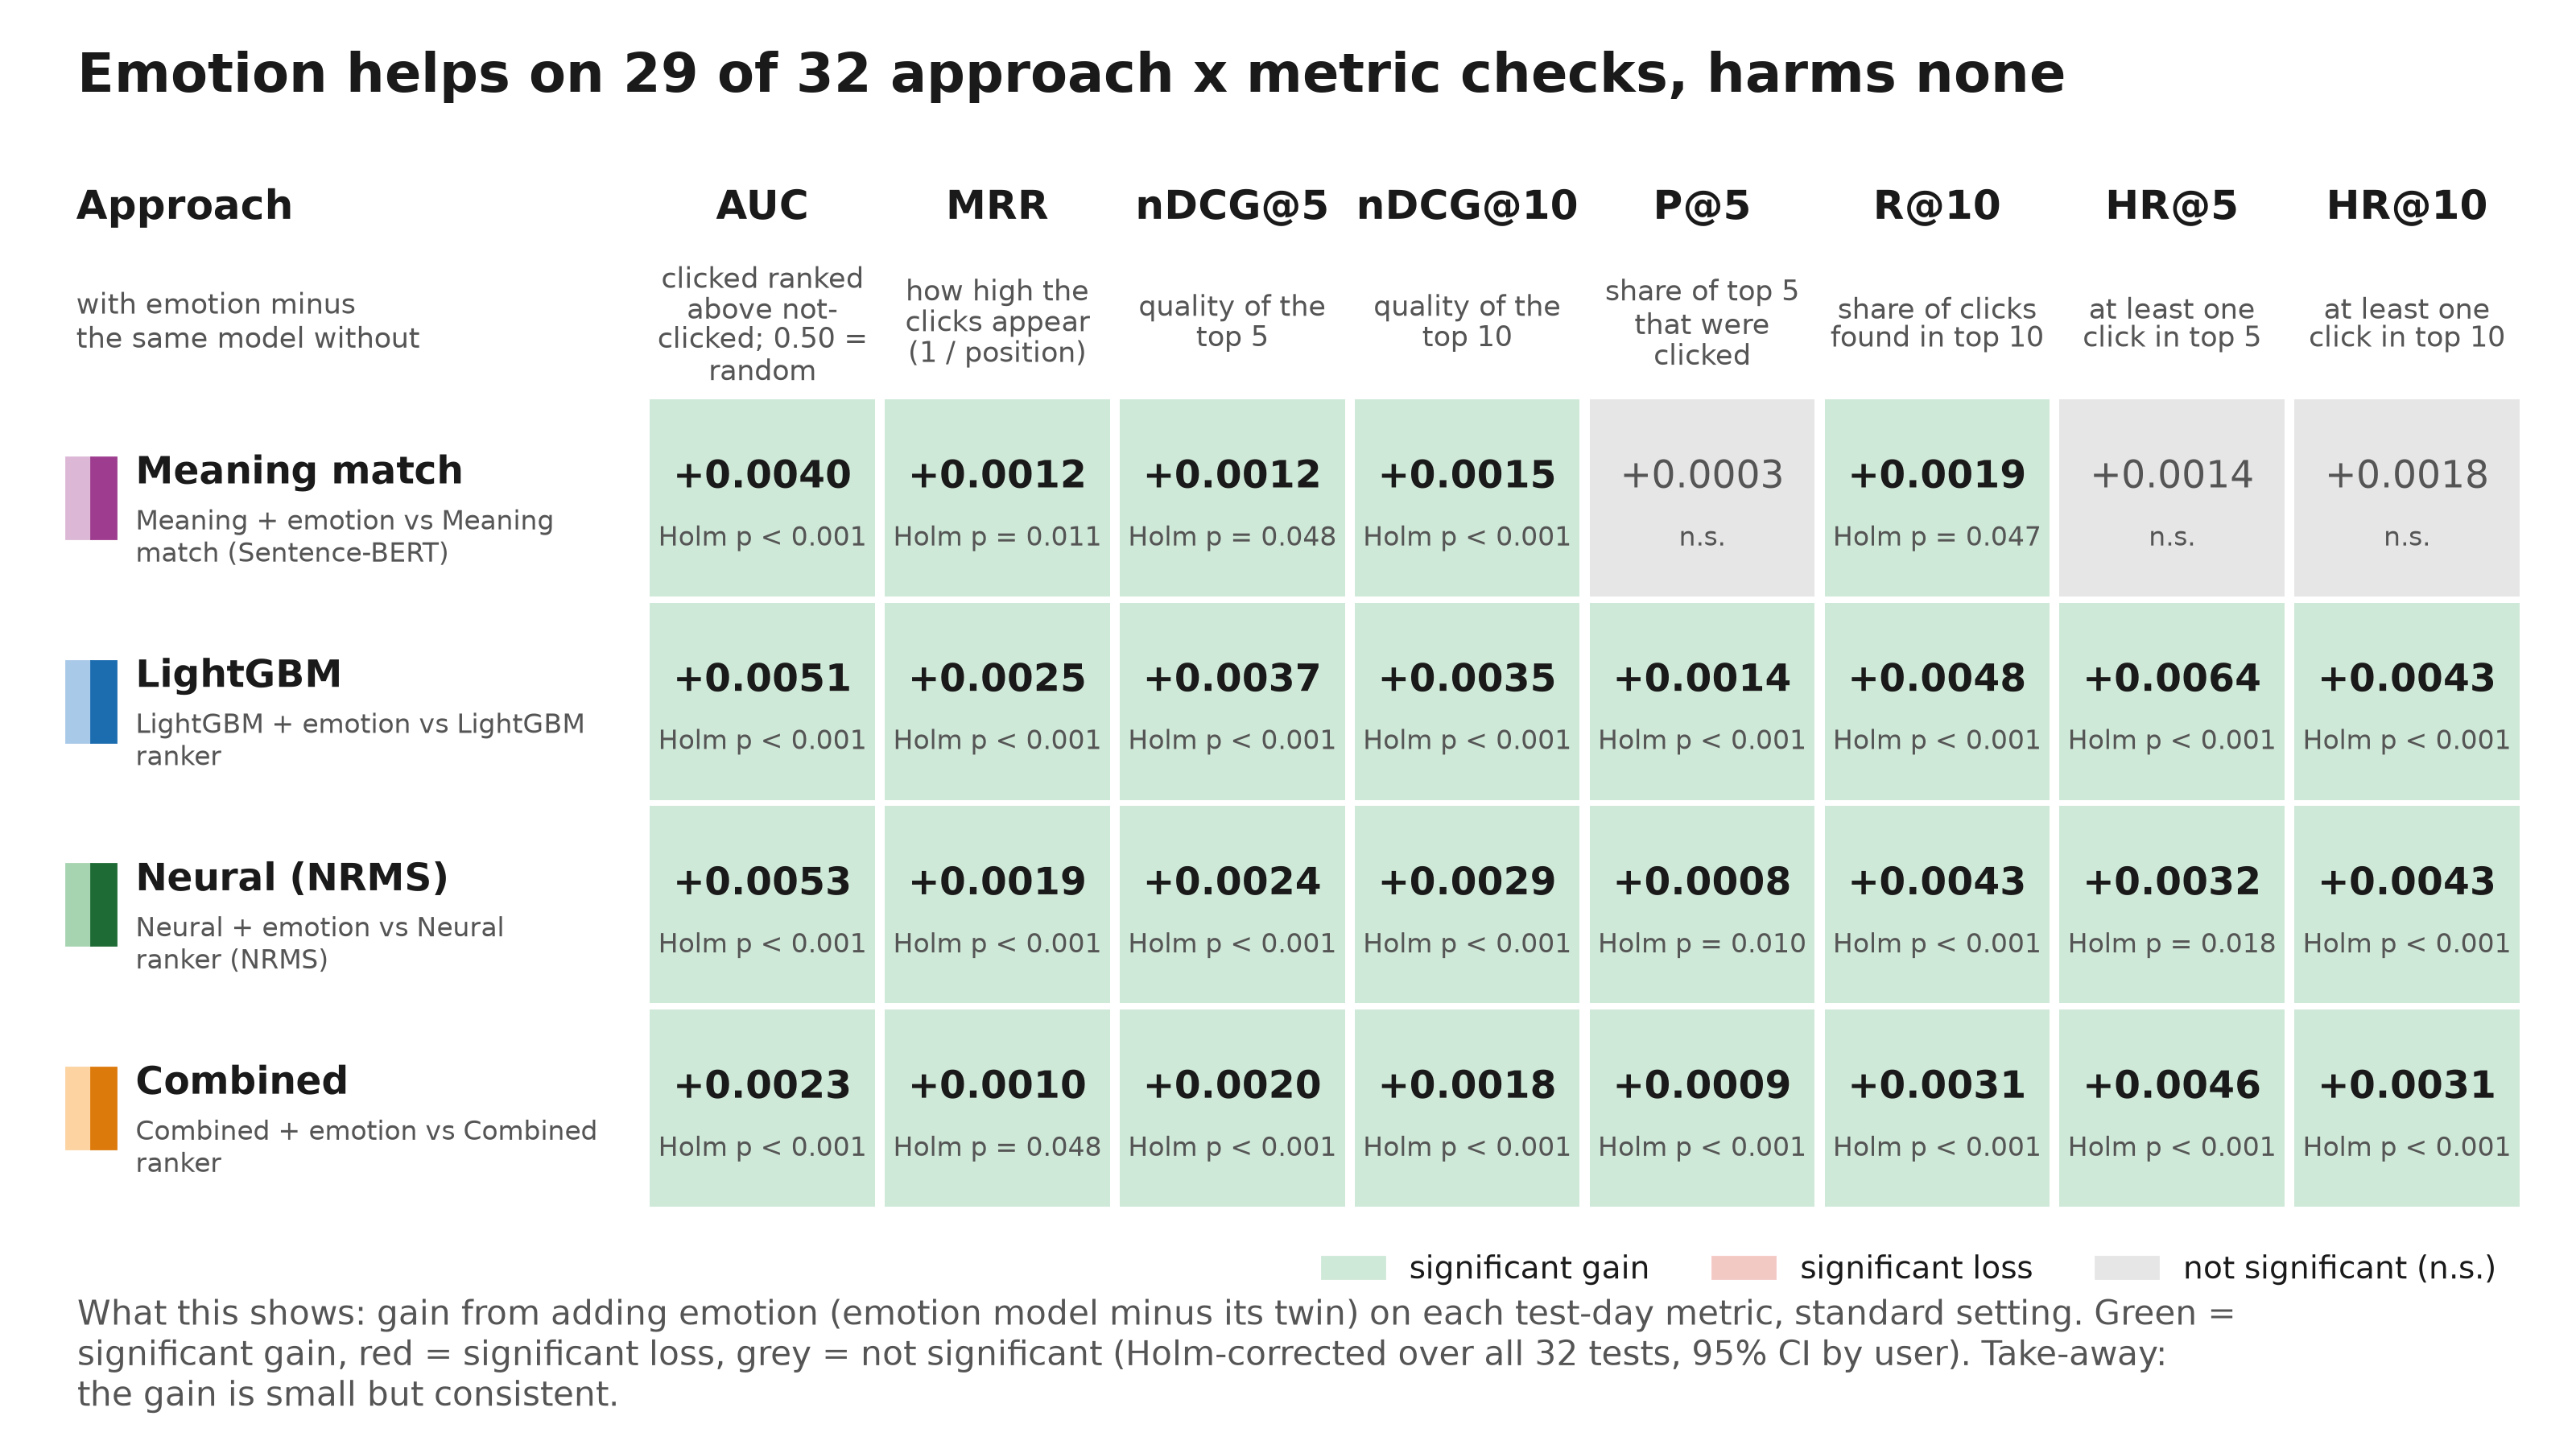 Emotion helps on 29 of 32 approach x metric checks, harms none
Approach AUC MRR nDCG@5 nDCG@10 P@5 R@10 HR@5 HR@10
with emotion minus
the same model without
clicked ranked
above not-
clicked; 0.50 =
random
how high the
clicks appear
(1 / position)
quality of the
top 5
quality of the
top 10
share of top 5
that were
clicked
share of clicks
found in top 10
at least one
click in top 5
at least one
click in top 10
Meaning match
Meaning + emotion vs Meaning
match (Sentence-BERT)
+0.0040 +0.0012 +0.0012 +0.0015 +0.0003 +0.0019 +0.0014 +0.0018
Holm p < 0.001 Holm p = 0.011 Holm p = 0.048 Holm p < 0.001 n.s. Holm p = 0.047 n.s. n.s.
LightGBM
LightGBM + emotion vs LightGBM
ranker
+0.0051 +0.0025 +0.0037 +0.0035 +0.0014 +0.0048 +0.0064 +0.0043
Holm p < 0.001 Holm p < 0.001 Holm p < 0.001 Holm p < 0.001 Holm p < 0.001 Holm p < 0.001 Holm p < 0.001 Holm p < 0.001
Neural (NRMS)
Neural + emotion vs Neural
ranker (NRMS)
+0.0053 +0.0019 +0.0024 +0.0029 +0.0008 +0.0043 +0.0032 +0.0043
Holm p < 0.001 Holm p < 0.001 Holm p < 0.001 Holm p < 0.001 Holm p = 0.010 Holm p < 0.001 Holm p = 0.018 Holm p < 0.001
Combined
Combined + emotion vs Combined
ranker
+0.0023 +0.0010 +0.0020 +0.0018 +0.0009 +0.0031 +0.0046 +0.0031
Holm p < 0.001 Holm p = 0.048 Holm p < 0.001 Holm p < 0.001 Holm p < 0.001 Holm p < 0.001 Holm p < 0.001 Holm p < 0.001
significant gain significant loss not significant (n.s.)
What this shows: gain from adding emotion (emotion model minus its twin) on each test-day metric, standard setting. Green =
significant gain, red = significant loss, grey = not significant (Holm-corrected over all 32 tests, 95% CI by user). Take-away:
the gain is small but consistent.